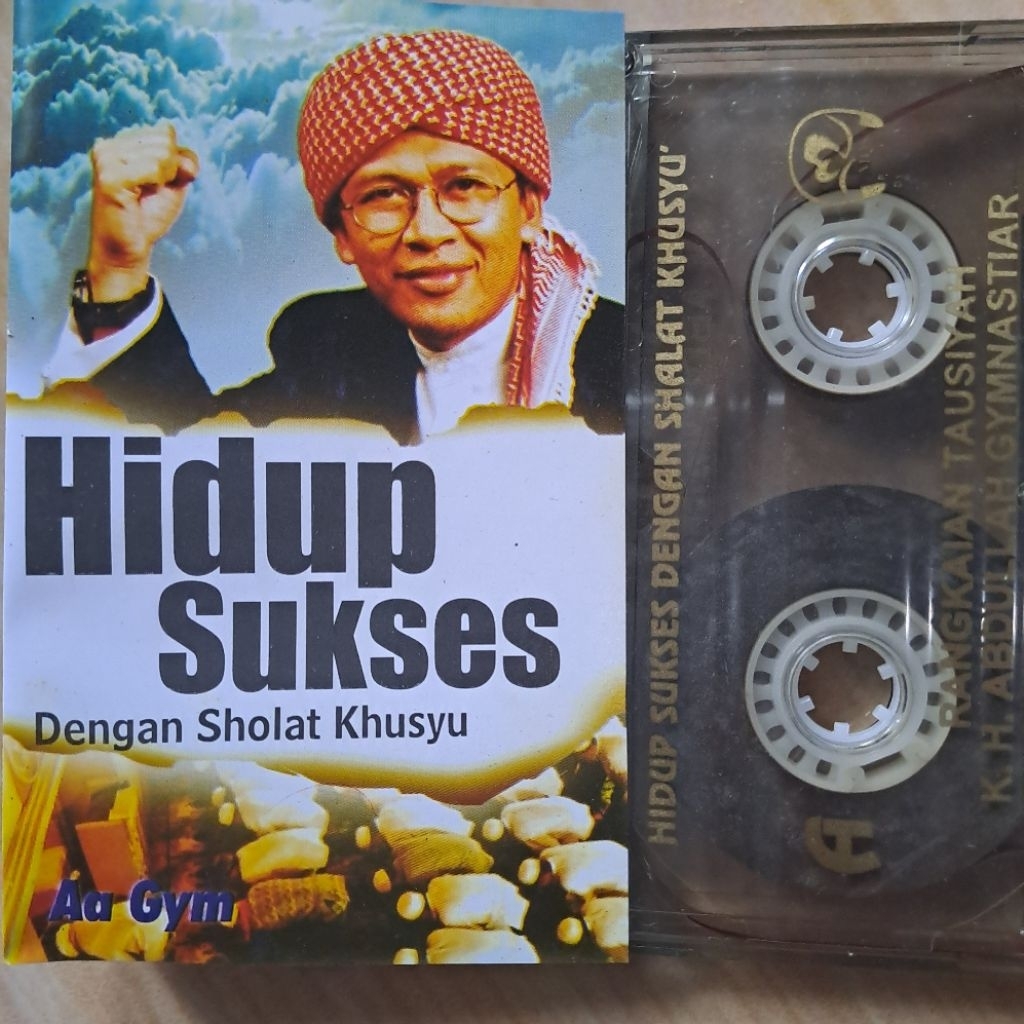 Hidup
Sukses
Dengan Sholat Khusyu
Aa Gym
HIDUP SUKSES DENGAN SHALAT KHUSYU'
RANGKAIAN TAUSIYAH
K.H. ABDULLAH GYMNASTIAR
A